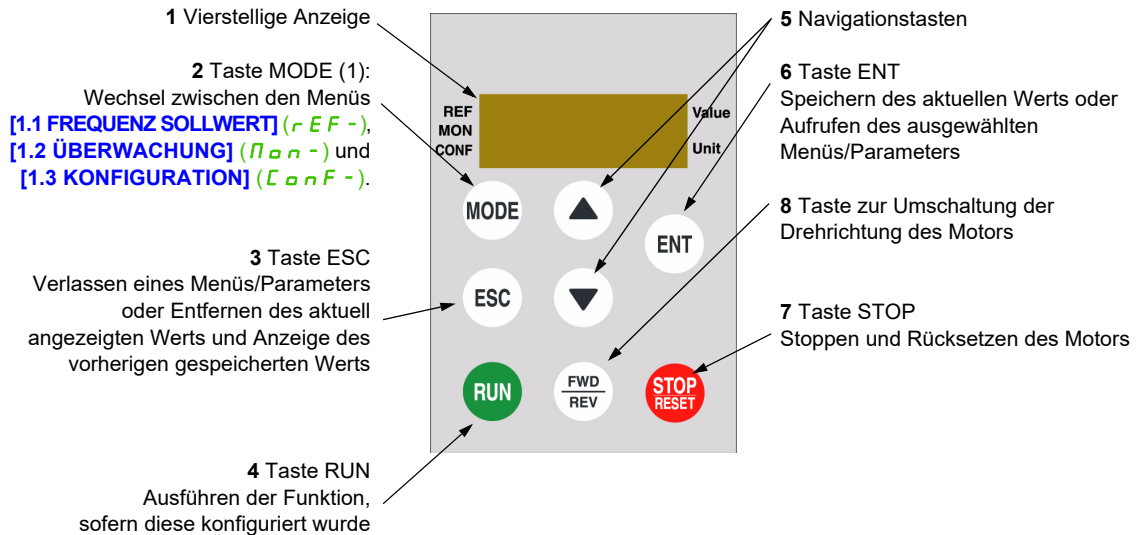 1 Vierstellige Anzeige
2 Taste MODE (1):
Wechsel zwischen den Menüs
[1.1 FREQUENZ SOLLWERT] (rEF-),
[1.2 ÜBERWACHUNG] (Mon-) und
[1.3 KONFIGURATION] (ConF-).
3 Taste ESC
Verlassen eines Menüs/Parameters
oder Entfernen des aktuell
angezeigten Werts und Anzeige des
vorherigen gespeicherten Werts
4 Taste RUN
Ausführen der Funktion,
sofern diese konfiguriert wurde
REF
MON
CONF
Value
Unit
MODE
ENT
ESC
RUN
FWD
REV
STOP
RESET
5 Navigationstasten
6 Taste ENT
Speichern des aktuellen Werts oder
Aufrufen des ausgewählten
Menüs/Parameters
8 Taste zur Umschaltung der
Drehrichtung des Motors
7 Taste STOP
Stoppen und Rücksetzen des Motors